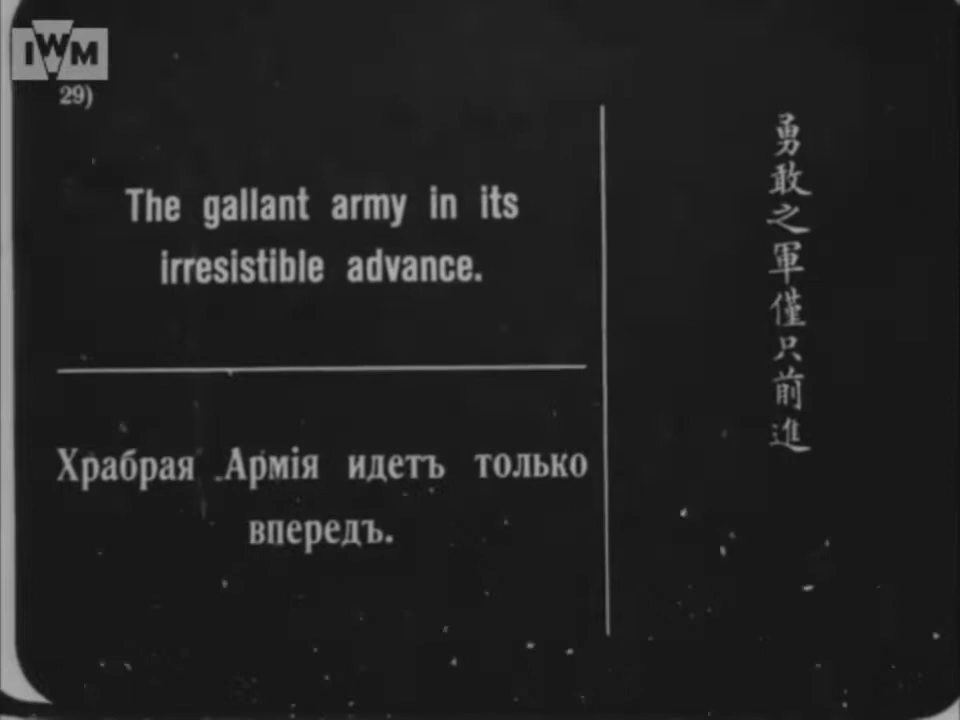 IWM
29)
The gallant army in its
irresistible advance.
Храбрая Армія идетъ только
впередъ.
勇敢之軍僅只前進